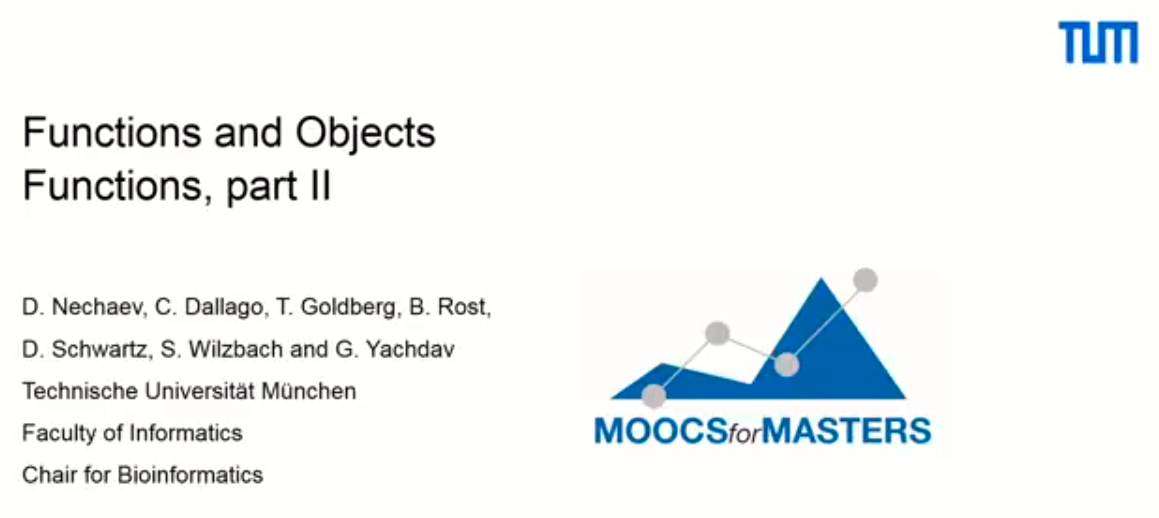 TUM
Functions and Objects
Functions, part II
D. Nechaev, C. Dallago, T. Goldberg, B. Rost,
D. Schwartz, S. Wilzbach and G. Yachdav
Technische Universität München
Faculty of Informatics
Chair for Bioinformatics
MOOCSforMASTERS